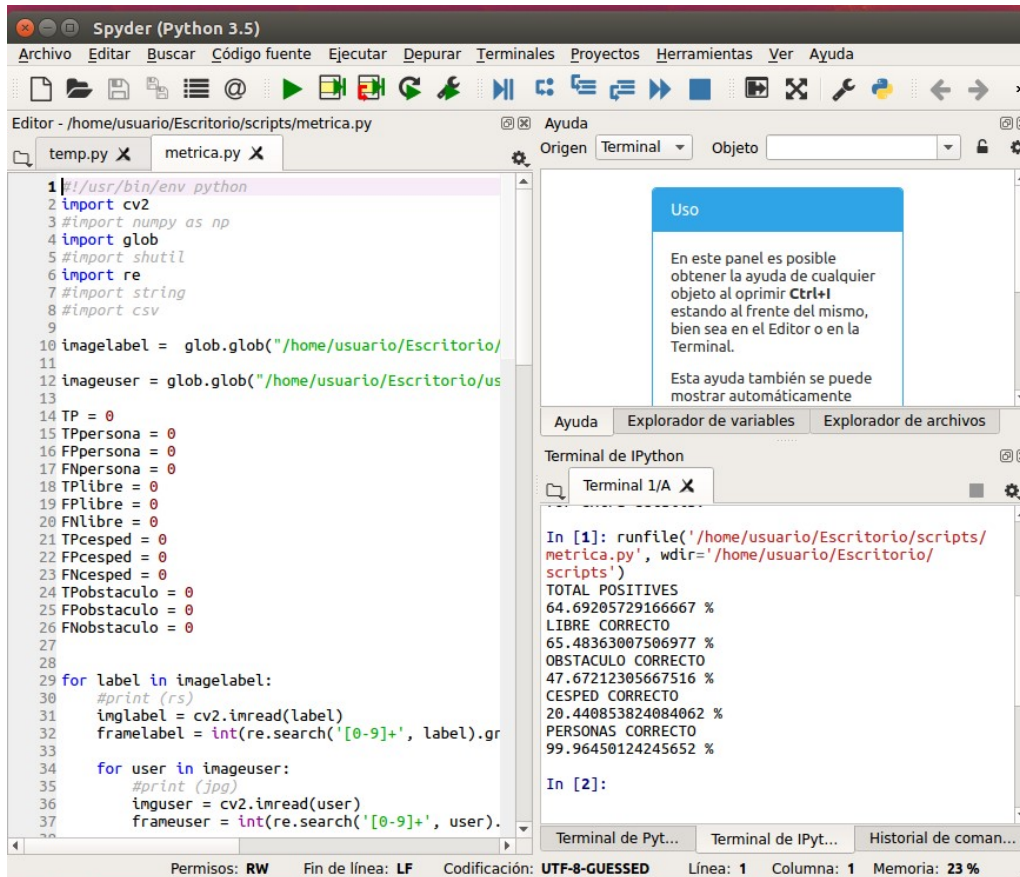 Spyder (Python 3.5)
Archivo Editar Buscar Código fuente Ejecutar Depurar Terminales Proyectos Herramientas Ver Ayuda
Editor - /home/usuario/Escritorio/scripts/metrica.py
temp.py
metrica.py
1 #!/usr/bin/env python
2 import cv2
3 #import numpy as np
4 import glob
5 #import shutil
6 import re
7 #import string
8 #import csv
9
10 imagelabel = glob.glob("/home/usuario/Escritorio/
11
12 imageuser = glob.glob("/home/usuario/Escritorio/us
13
14 TP = 0
15 TPpersona = 0
16 FPpersona = 0
17 FNpersona = 0
18 TPlibre = 0
19 FPlibre = 0
20 FNlibre = 0
21 TPcesped = 0
22 FPcesped = 0
23 FNcesped = 0
24 TPobstaculo = 0
25 FPobstaculo = 0
26 FNobstaculo = 0
27
28
29 for label in imagelabel:
30 #print (rs)
31 imglabel = cv2.imread(label)
32 framelabel = int(re.search('[0-9]+', label).gr
33
34 for user in imageuser:
35 #print (jpg)
36 imguser = cv2.imread(user)
37 frameuser = int(re.search('[0-9]+', user).
Ayuda
Origen Terminal Objeto
Uso
En este panel es posible
obtener la ayuda de cualquier
objeto al oprimir Ctrl+I
estando al frente del mismo,
bien sea en el Editor o en la
Terminal.
Esta ayuda también se puede
mostrar automáticamente
Ayuda Explorador de variables Explorador de archivos
Terminal de IPython
Terminal 1/A
In [1]: runfile('/home/usuario/Escritorio/scripts/
metrica.py', wdir='/home/usuario/Escritorio/
scripts')
TOTAL POSITIVES
64.69205729166667 %
LIBRE CORRECTO
65.48363007506977 %
OBSTACULO CORRECTO
47.67212305667516 %
CESPED CORRECTO
20.440853824084062 %
PERSONAS CORRECTO
99.96450124245652 %
In [2]:
Terminal de Pyt... Terminal de IPyt... Historial de coman...
Permisos: RW Fin de línea: LF Codificación: UTF-8-GUESSED Línea: 1 Columna: 1 Memoria: 23 %